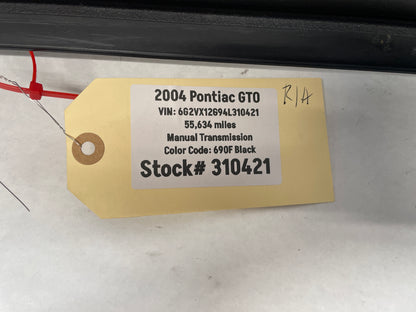 2004 Pontiac GTO
VIN: 6G2VX12G94L310421
55,634 miles
Manual Transmission
Color Code: 690F Black
Stock# 310421
R/A